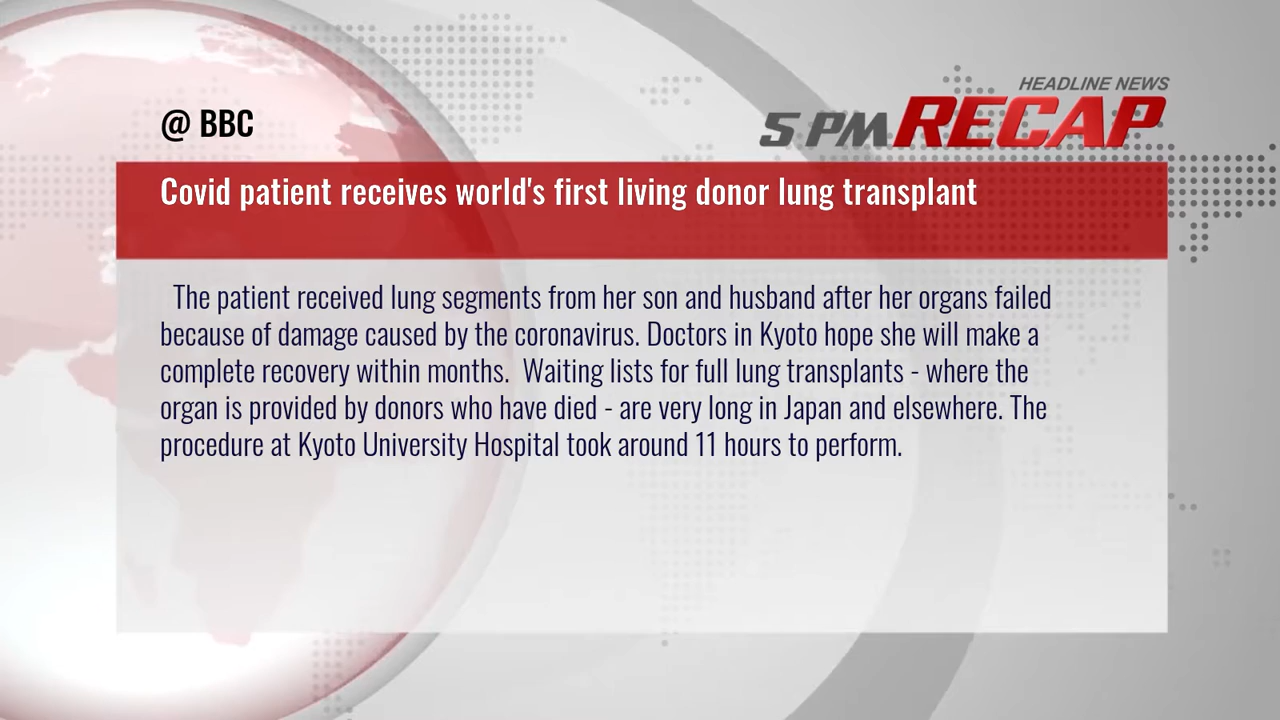 HEADLINE NEWS
@ BBC
5 PM RECAP
Covid patient receives world's first living donor lung transplant
The patient received lung segments from her son and husband after her organs failed
because of damage caused by the coronavirus. Doctors in Kyoto hope she will make a
complete recovery within months.  Waiting lists for full lung transplants - where the
organ is provided by donors who have died - are very long in Japan and elsewhere. The
procedure at Kyoto University Hospital took around 11 hours to perform.